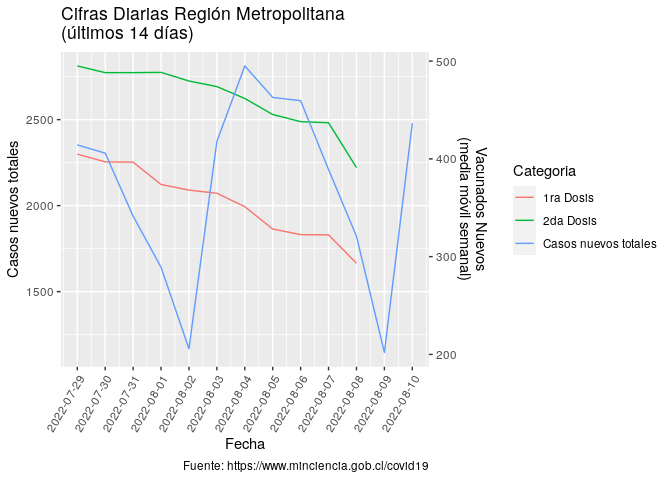 Cifras Diarias Región Metropolitana
(últimos 14 días)
Casos nuevos totales
2500
2000
1500
500
400
300
200
Vacunados Nuevos
(media móvil semanal)
2022-07-29
2022-07-30
2022-07-31
2022-08-01
2022-08-02
2022-08-03
2022-08-04
2022-08-05
2022-08-06
2022-08-07
2022-08-08
2022-08-09
2022-08-10
Fecha
Categoria
1ra Dosis
2da Dosis
Casos nuevos totales
Fuente: https://www.minciencia.gob.cl/covid19